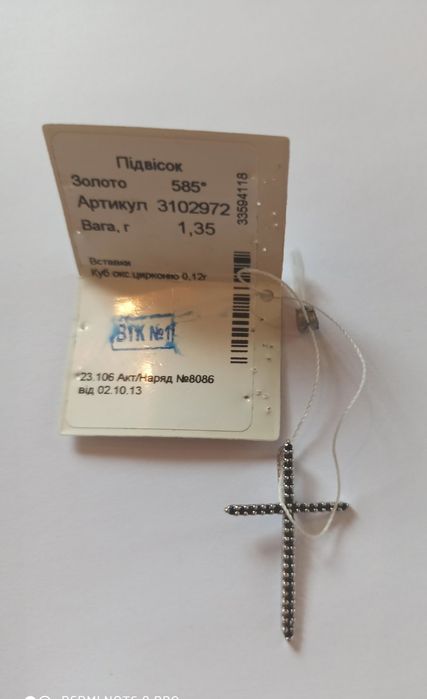 Підвісок
Золото 585°
Артикул 3102972
Вага, г 1,35
Вставки
Куб окс.цирконію 0,12г
33594118
ВТК №1
23.106 Акт/Наряд №8086
від 02.10.13